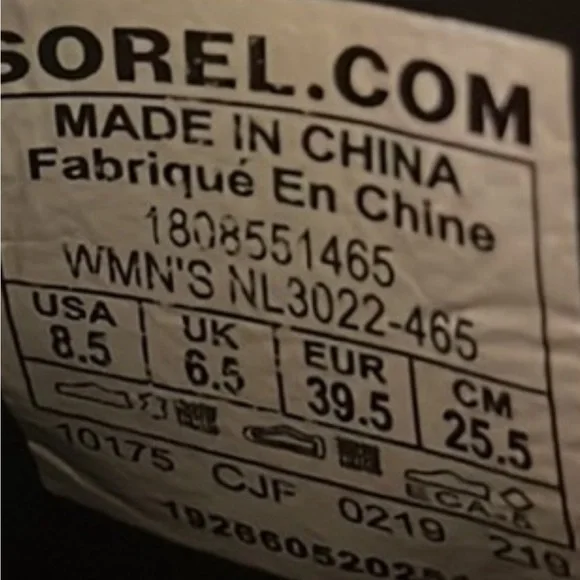 SOREL.COM
MADE IN CHINA
Fabriqué En Chine
1808551465
WMN'S NL3022-465
USA UK EUR CM
8.5 6.5 39.5 25.5
10175 CJF 0219 219